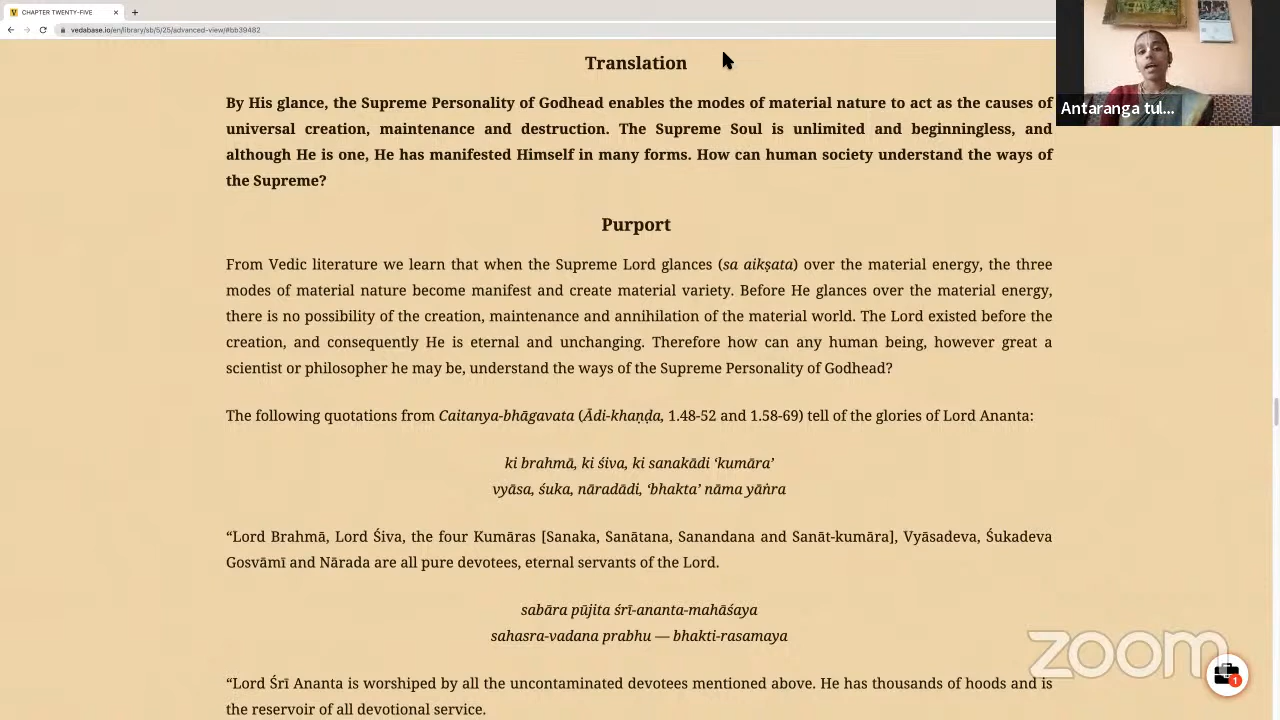 CHAPTER TWENTY-FIVE
vedabase.io/en/library/sb/5/25/advanced-view/#bb39482
Antaranga tul...
Translation
By His glance, the Supreme Personality of Godhead enables the modes of material nature to act as the causes of
universal creation, maintenance and destruction. The Supreme Soul is unlimited and beginningless, and
although He is one, He has manifested Himself in many forms. How can human society understand the ways of
the Supreme?
Purport
From Vedic literature we learn that when the Supreme Lord glances (sa aikṣata) over the material energy, the three
modes of material nature become manifest and create material variety. Before He glances over the material energy,
there is no possibility of the creation, maintenance and annihilation of the material world. The Lord existed before the
creation, and consequently He is eternal and unchanging. Therefore how can any human being, however great a
scientist or philosopher he may be, understand the ways of the Supreme Personality of Godhead?
The following quotations from Caitanya-bhāgavata (Ādi-khaṇḍa, 1.48-52 and 1.58-69) tell of the glories of Lord Ananta:
ki brahmā, ki śiva, ki sanakādi ‘kumāra’
vyāsa, śuka, nāradādi, ‘bhakta’ nāma yāṅra
“Lord Brahmā, Lord Śiva, the four Kumāras [Sanaka, Sanātana, Sanandana and Sanāt-kumāra], Vyāsadeva, Śukadeva
Gosvāmī and Nārada are all pure devotees, eternal servants of the Lord.
sabāra pūjita śrī-ananta-mahāśaya
sahasra-vadana prabhu — bhakti-rasamaya
“Lord Śrī Ananta is worshiped by all the uncontaminated devotees mentioned above. He has thousands of hoods and is
the reservoir of all devotional service.
zoom
1